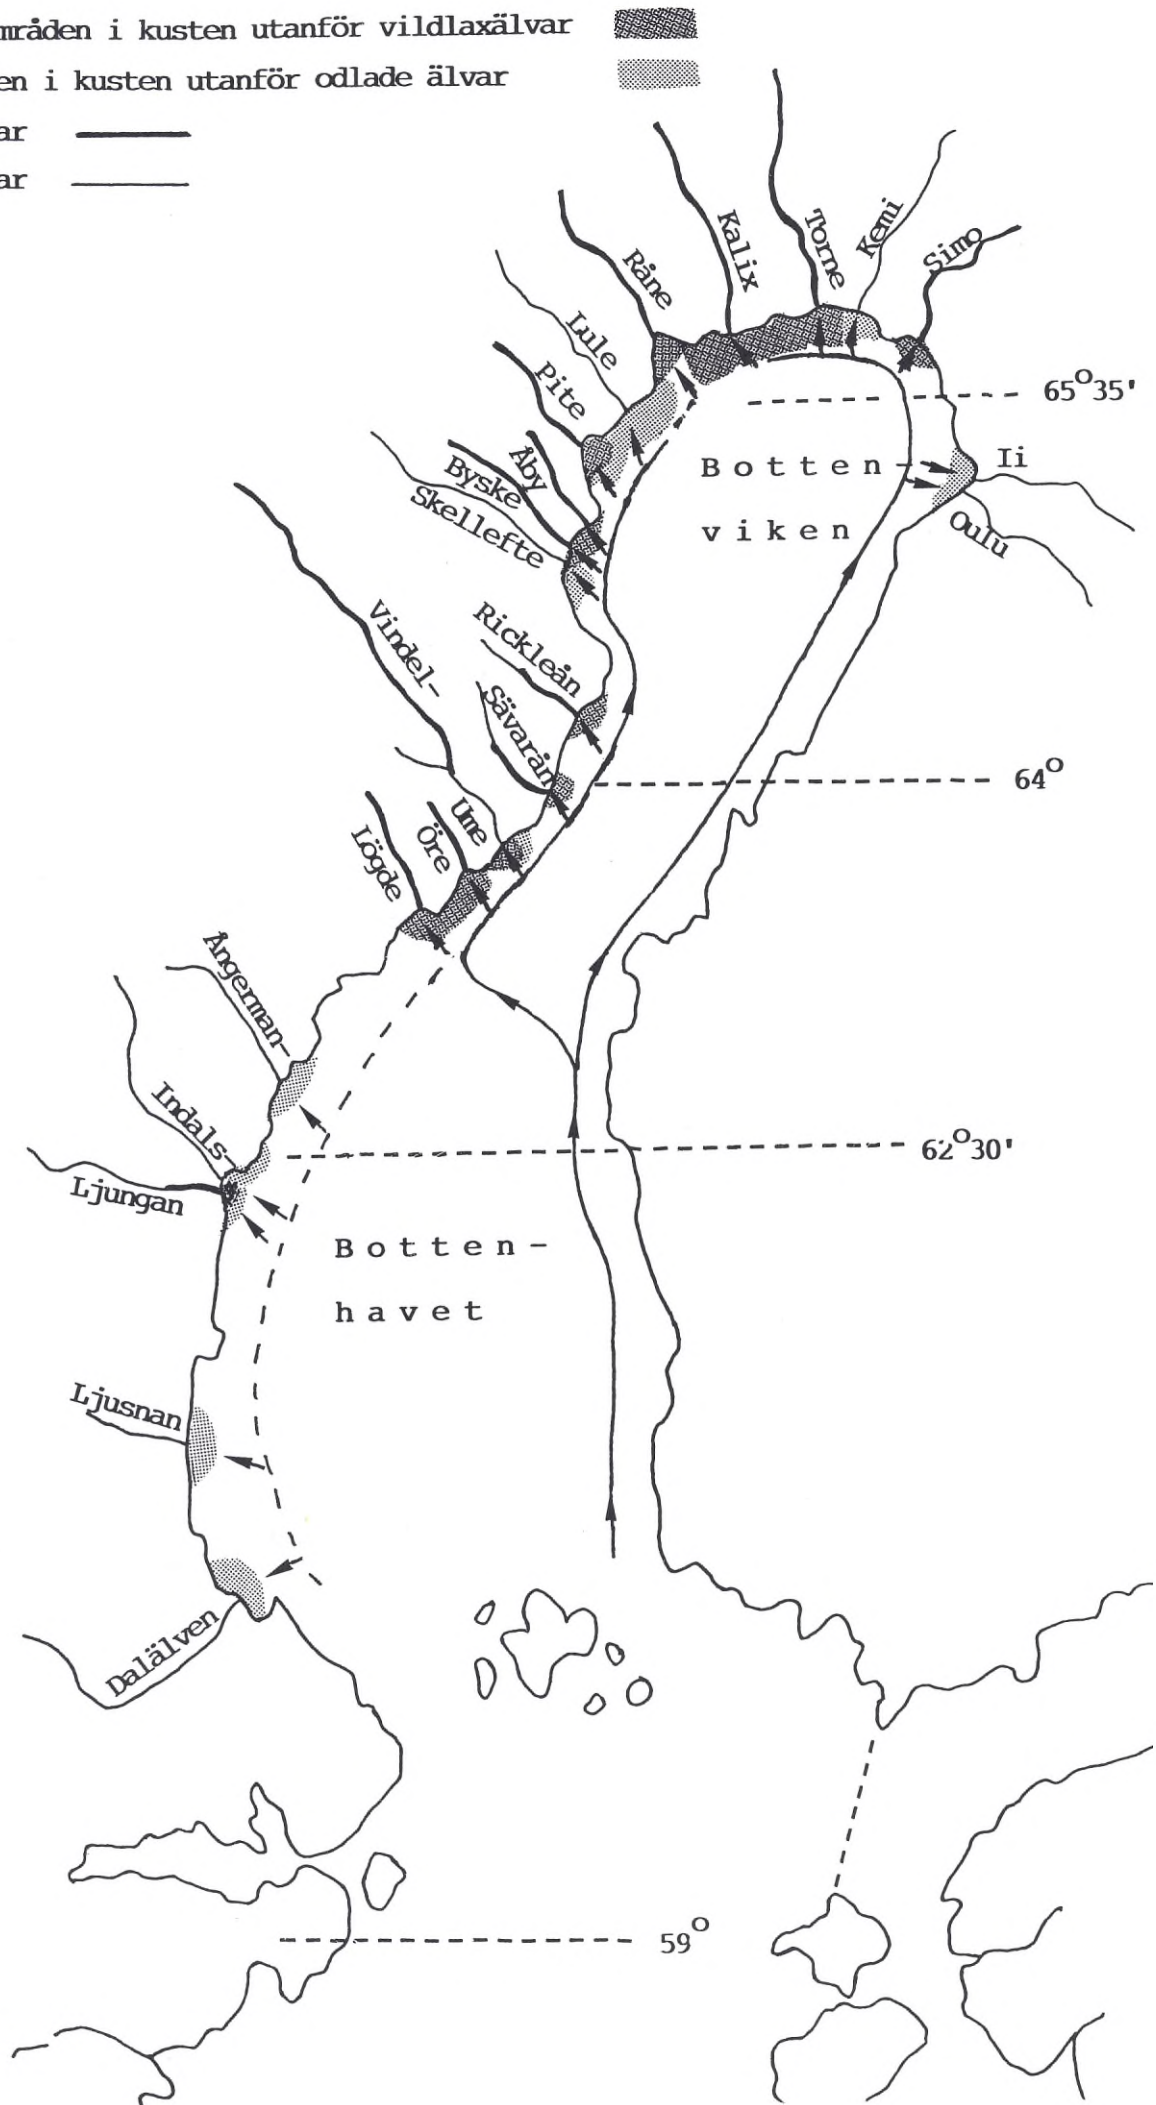 mråden i kusten utanför vildlaxälvar
en i kusten utanför odlade älvar
ar
ar
Kemi
Torne
Kalix
Simo
Råne
Lule
Pite
65°35'
Åby
Byske
Skellefte
Botten-
viken
Ii
Oulu
Vindel-
Rickleån
Sävarån
64°
Ume
Öre
Lögde
Ångerman-
Indals-
62°30'
Ljungan
Botten-
havet
Ljusnan
Dalälven
59°